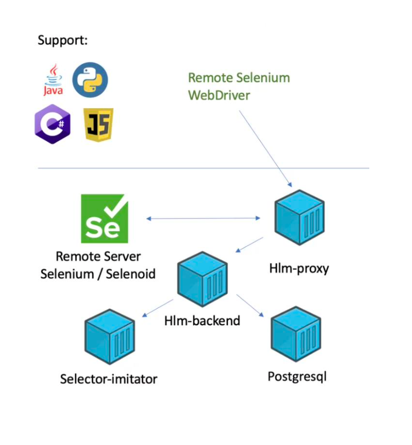 Support:
Java
C#
JS
Remote Selenium
WebDriver
Se
Remote Server
Selenium / Selenoid
Hlm-proxy
Hlm-backend
Selector-imitator
Postgresql